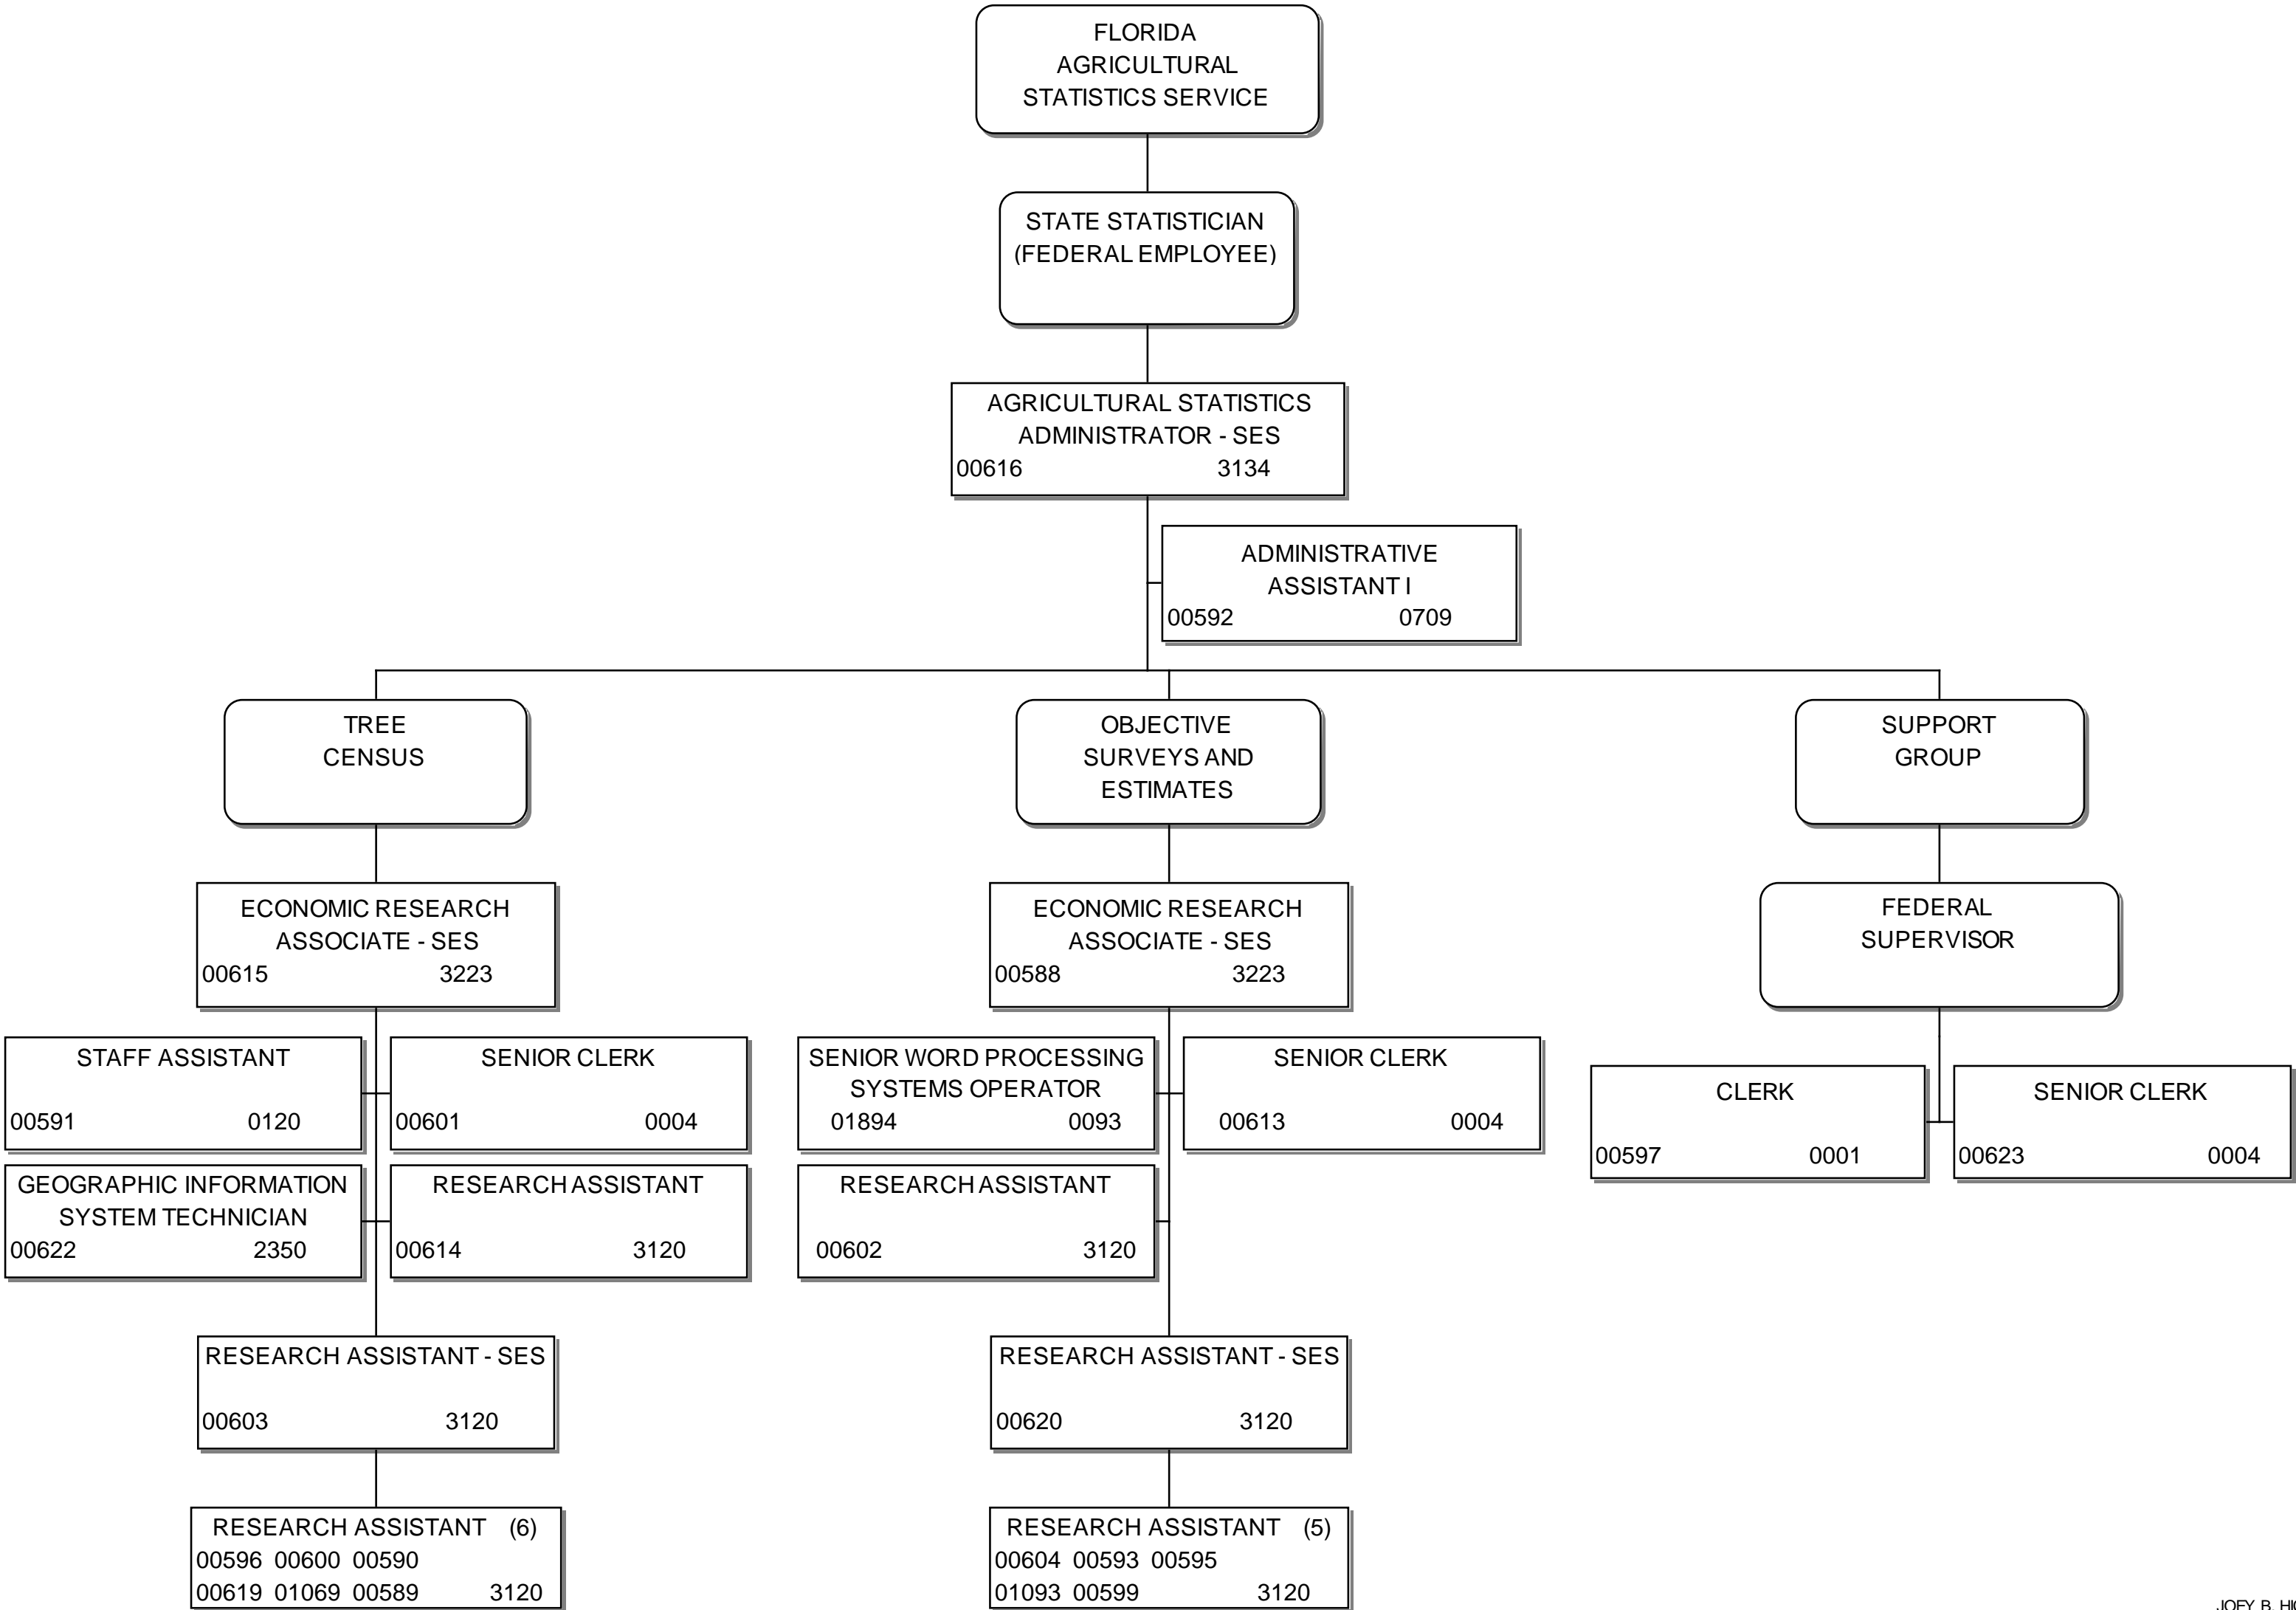 FLORIDA
AGRICULTURAL
STATISTICS SERVICE
STATE STATISTICIAN
(FEDERAL EMPLOYEE)
AGRICULTURAL STATISTICS
ADMINISTRATOR - SES
00616 3134
ADMINISTRATIVE
ASSISTANT I
00592 0709
TREE
CENSUS
OBJECTIVE
SURVEYS AND
ESTIMATES
SUPPORT
GROUP
ECONOMIC RESEARCH
ASSOCIATE - SES
00615 3223
ECONOMIC RESEARCH
ASSOCIATE - SES
00588 3223
FEDERAL
SUPERVISOR
STAFF ASSISTANT
00591 0120
SENIOR CLERK
00601 0004
SENIOR WORD PROCESSING
SYSTEMS OPERATOR
01894 0093
SENIOR CLERK
00613 0004
CLERK
00597 0001
SENIOR CLERK
00623 0004
GEOGRAPHIC INFORMATION
SYSTEM TECHNICIAN
00622 2350
RESEARCH ASSISTANT
00614 3120
RESEARCH ASSISTANT
00602 3120
RESEARCH ASSISTANT - SES
00603 3120
RESEARCH ASSISTANT - SES
00620 3120
RESEARCH ASSISTANT (6)
00596 00600 00590
00619 01069 00589 3120
RESEARCH ASSISTANT (5)
00604 00593 00595
01093 00599 3120
JOEY B.